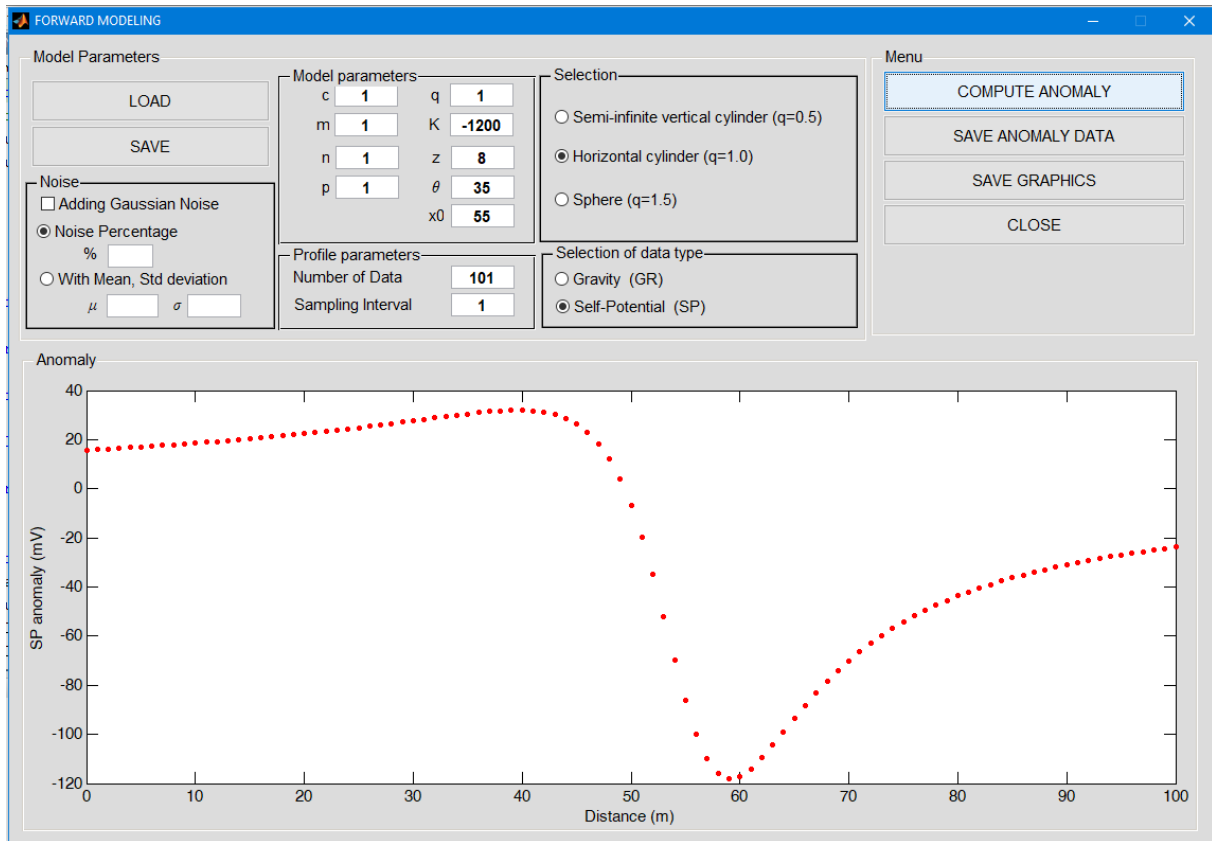 FORWARD MODELING
Model Parameters
LOAD
SAVE
Noise
Adding Gaussian Noise
Noise Percentage
%
With Mean, Std deviation
μ σ
Model parameters
c 1 q 1
m 1 K -1200
n 1 z 8
p 1 θ 35
x0 55
Profile parameters
Number of Data 101
Sampling Interval 1
Selection
Semi-infinite vertical cylinder (q=0.5)
Horizontal cylinder (q=1.0)
Sphere (q=1.5)
Selection of data type
Gravity (GR)
Self-Potential (SP)
Menu
COMPUTE ANOMALY
SAVE ANOMALY DATA
SAVE GRAPHICS
CLOSE
Anomaly
SP anomaly (mV)
40
20
0
-20
-40
-60
-80
-100
-120
0 10 20 30 40 50 60 70 80 90 100
Distance (m)